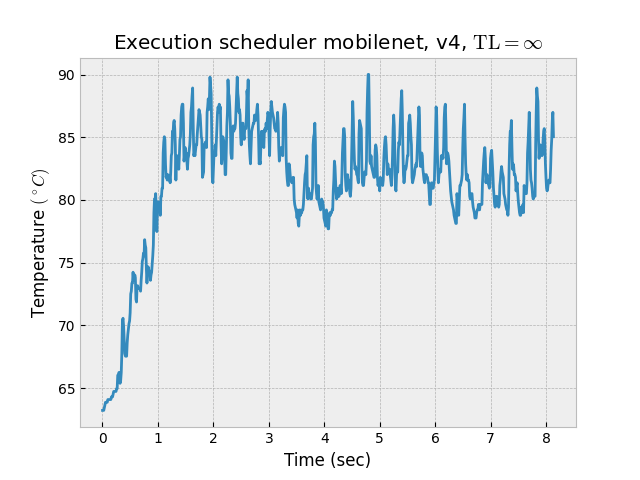 Execution scheduler mobilenet, v4, TL = ∞
90
85
80
75
70
65
Temperature (°C)
0 1 2 3 4 5 6 7 8
Time (sec)